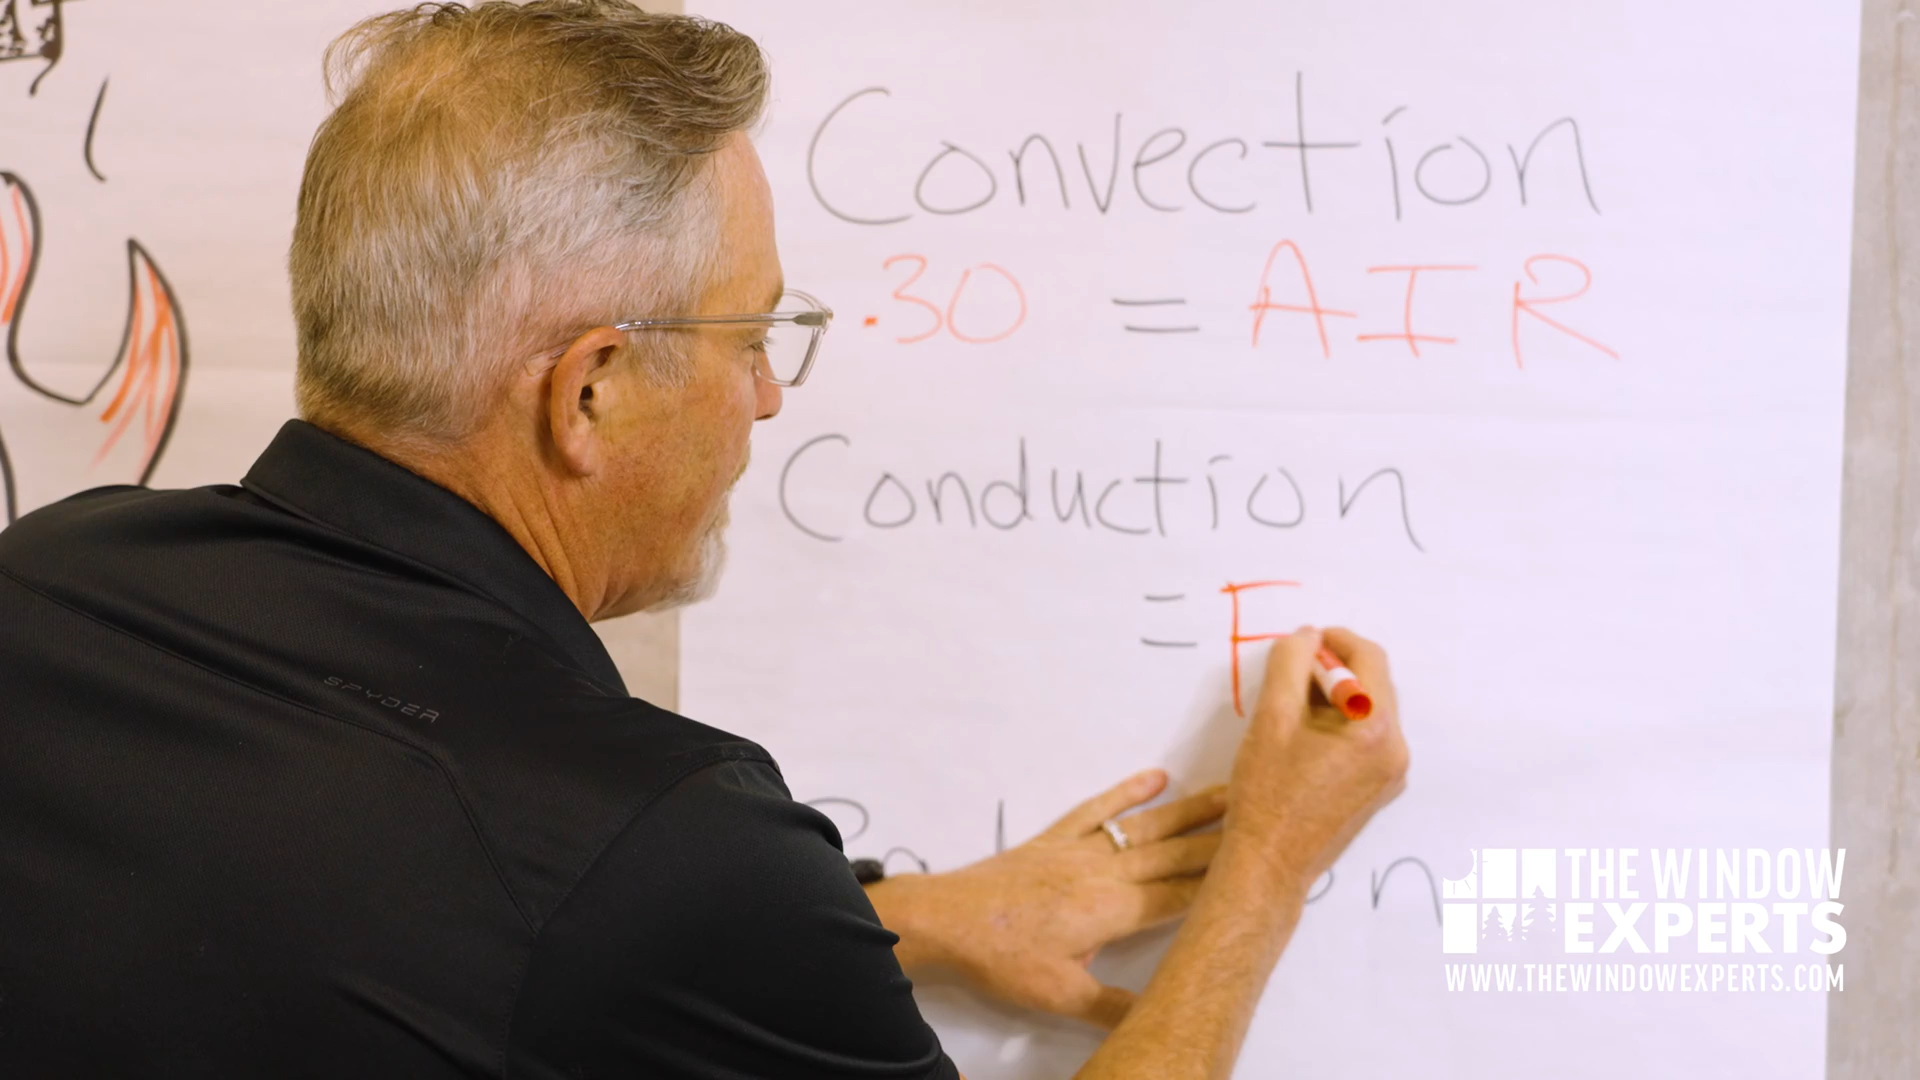 Convection
.30 = AIR
Conduction
= F
SPYDER
THE WINDOW
EXPERTS
WWW.THEWINDOWEXPERTS.COM